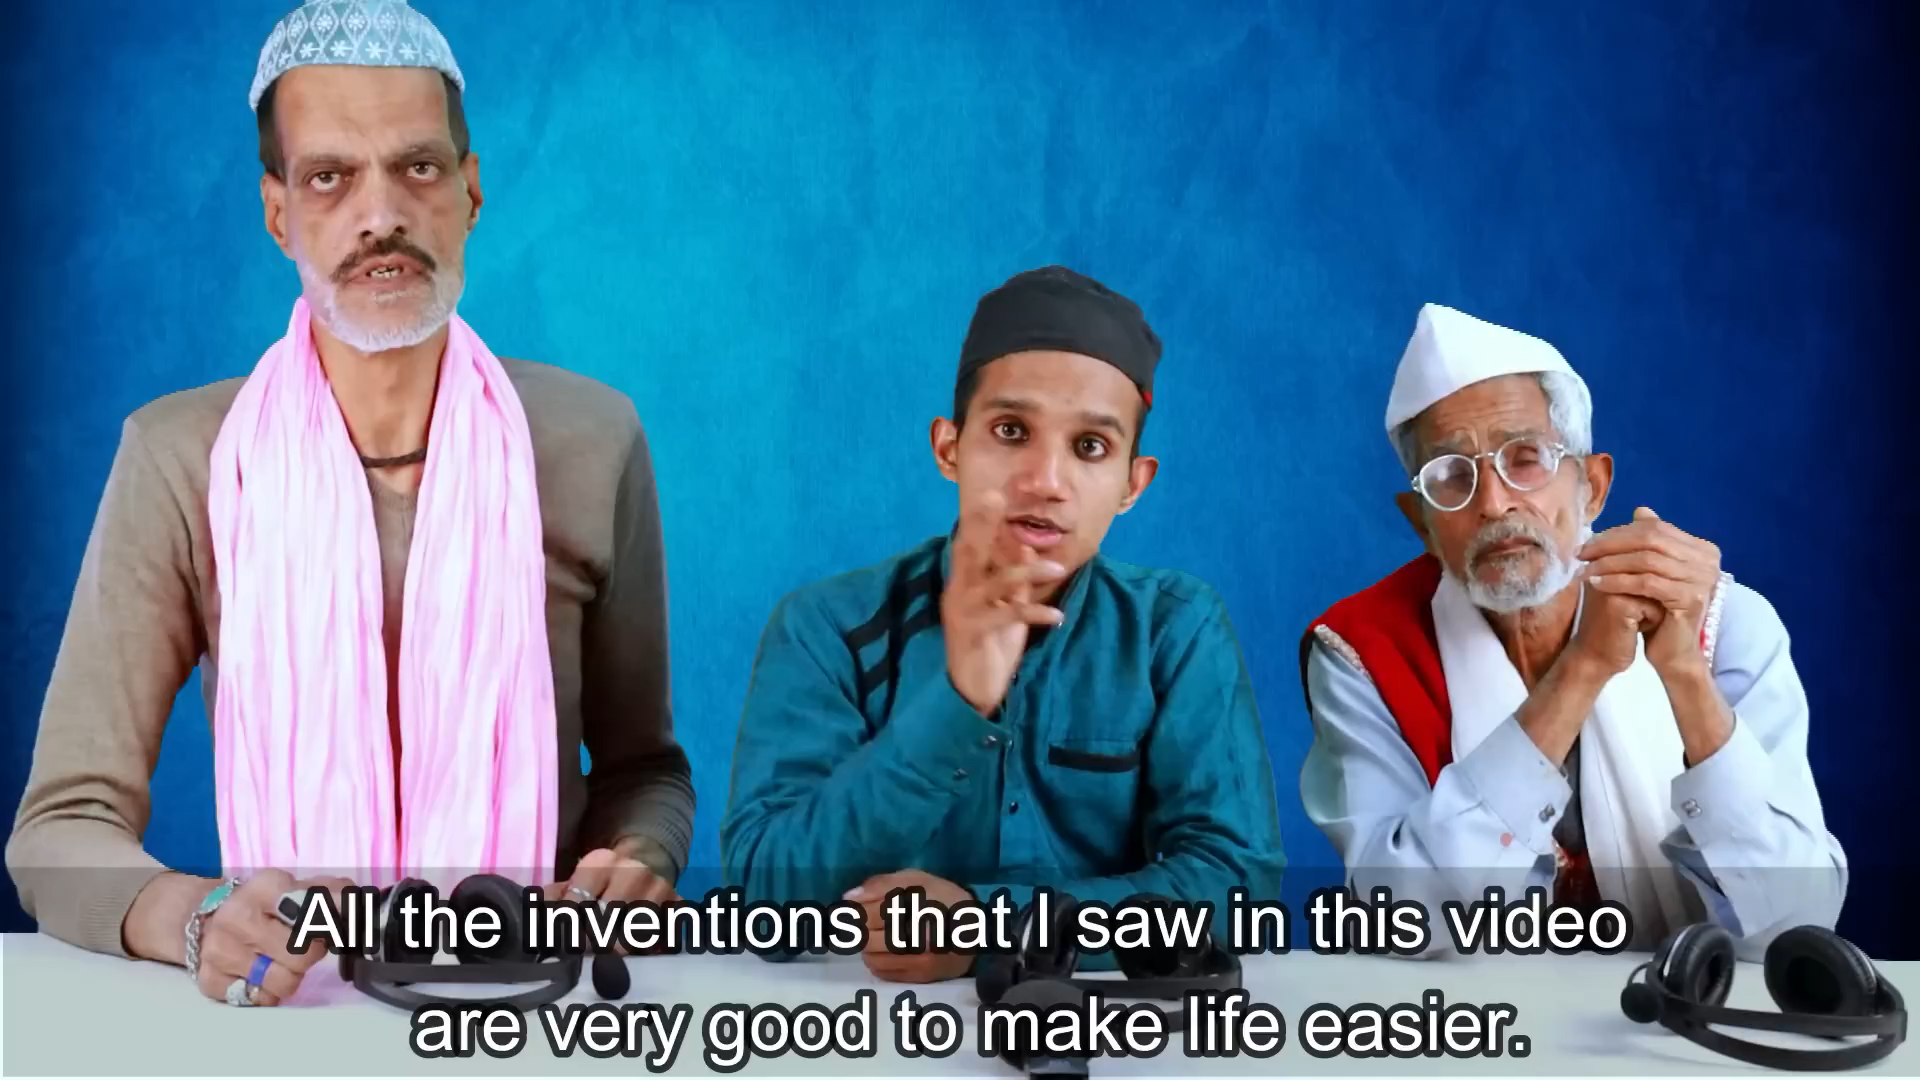 All the inventions that I saw in this video
are very good to make life easier.